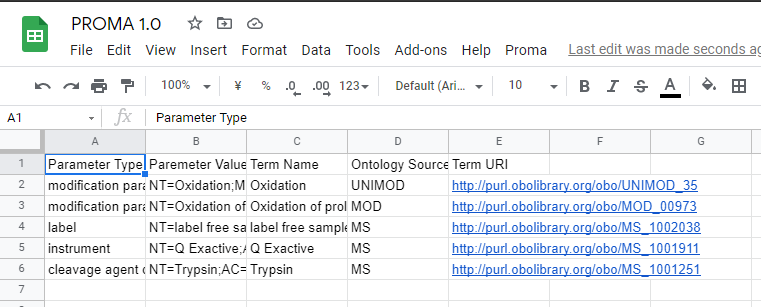 PROMA 1.0
File Edit View Insert Format Data Tools Add-ons Help Proma Last edit was made seconds ag
100% ¥ % .0 .00 123 Default (Ari... 10 B I S A
A1 fx Parameter Type
A B C D E F G
1 Parameter Type Paremeter Value Term Name Ontology Source Term URI
2 modification para NT=Oxidation;M Oxidation UNIMOD http://purl.obolibrary.org/obo/UNIMOD_35
3 modification para NT=Oxidation of Oxidation of prol MOD http://purl.obolibrary.org/obo/MOD_00973
4 label NT=label free sa label free sample MS http://purl.obolibrary.org/obo/MS_1002038
5 instrument NT=Q Exactive;A Q Exactive MS http://purl.obolibrary.org/obo/MS_1001911
6 cleavage agent d NT=Trypsin;AC= Trypsin MS http://purl.obolibrary.org/obo/MS_1001251
7